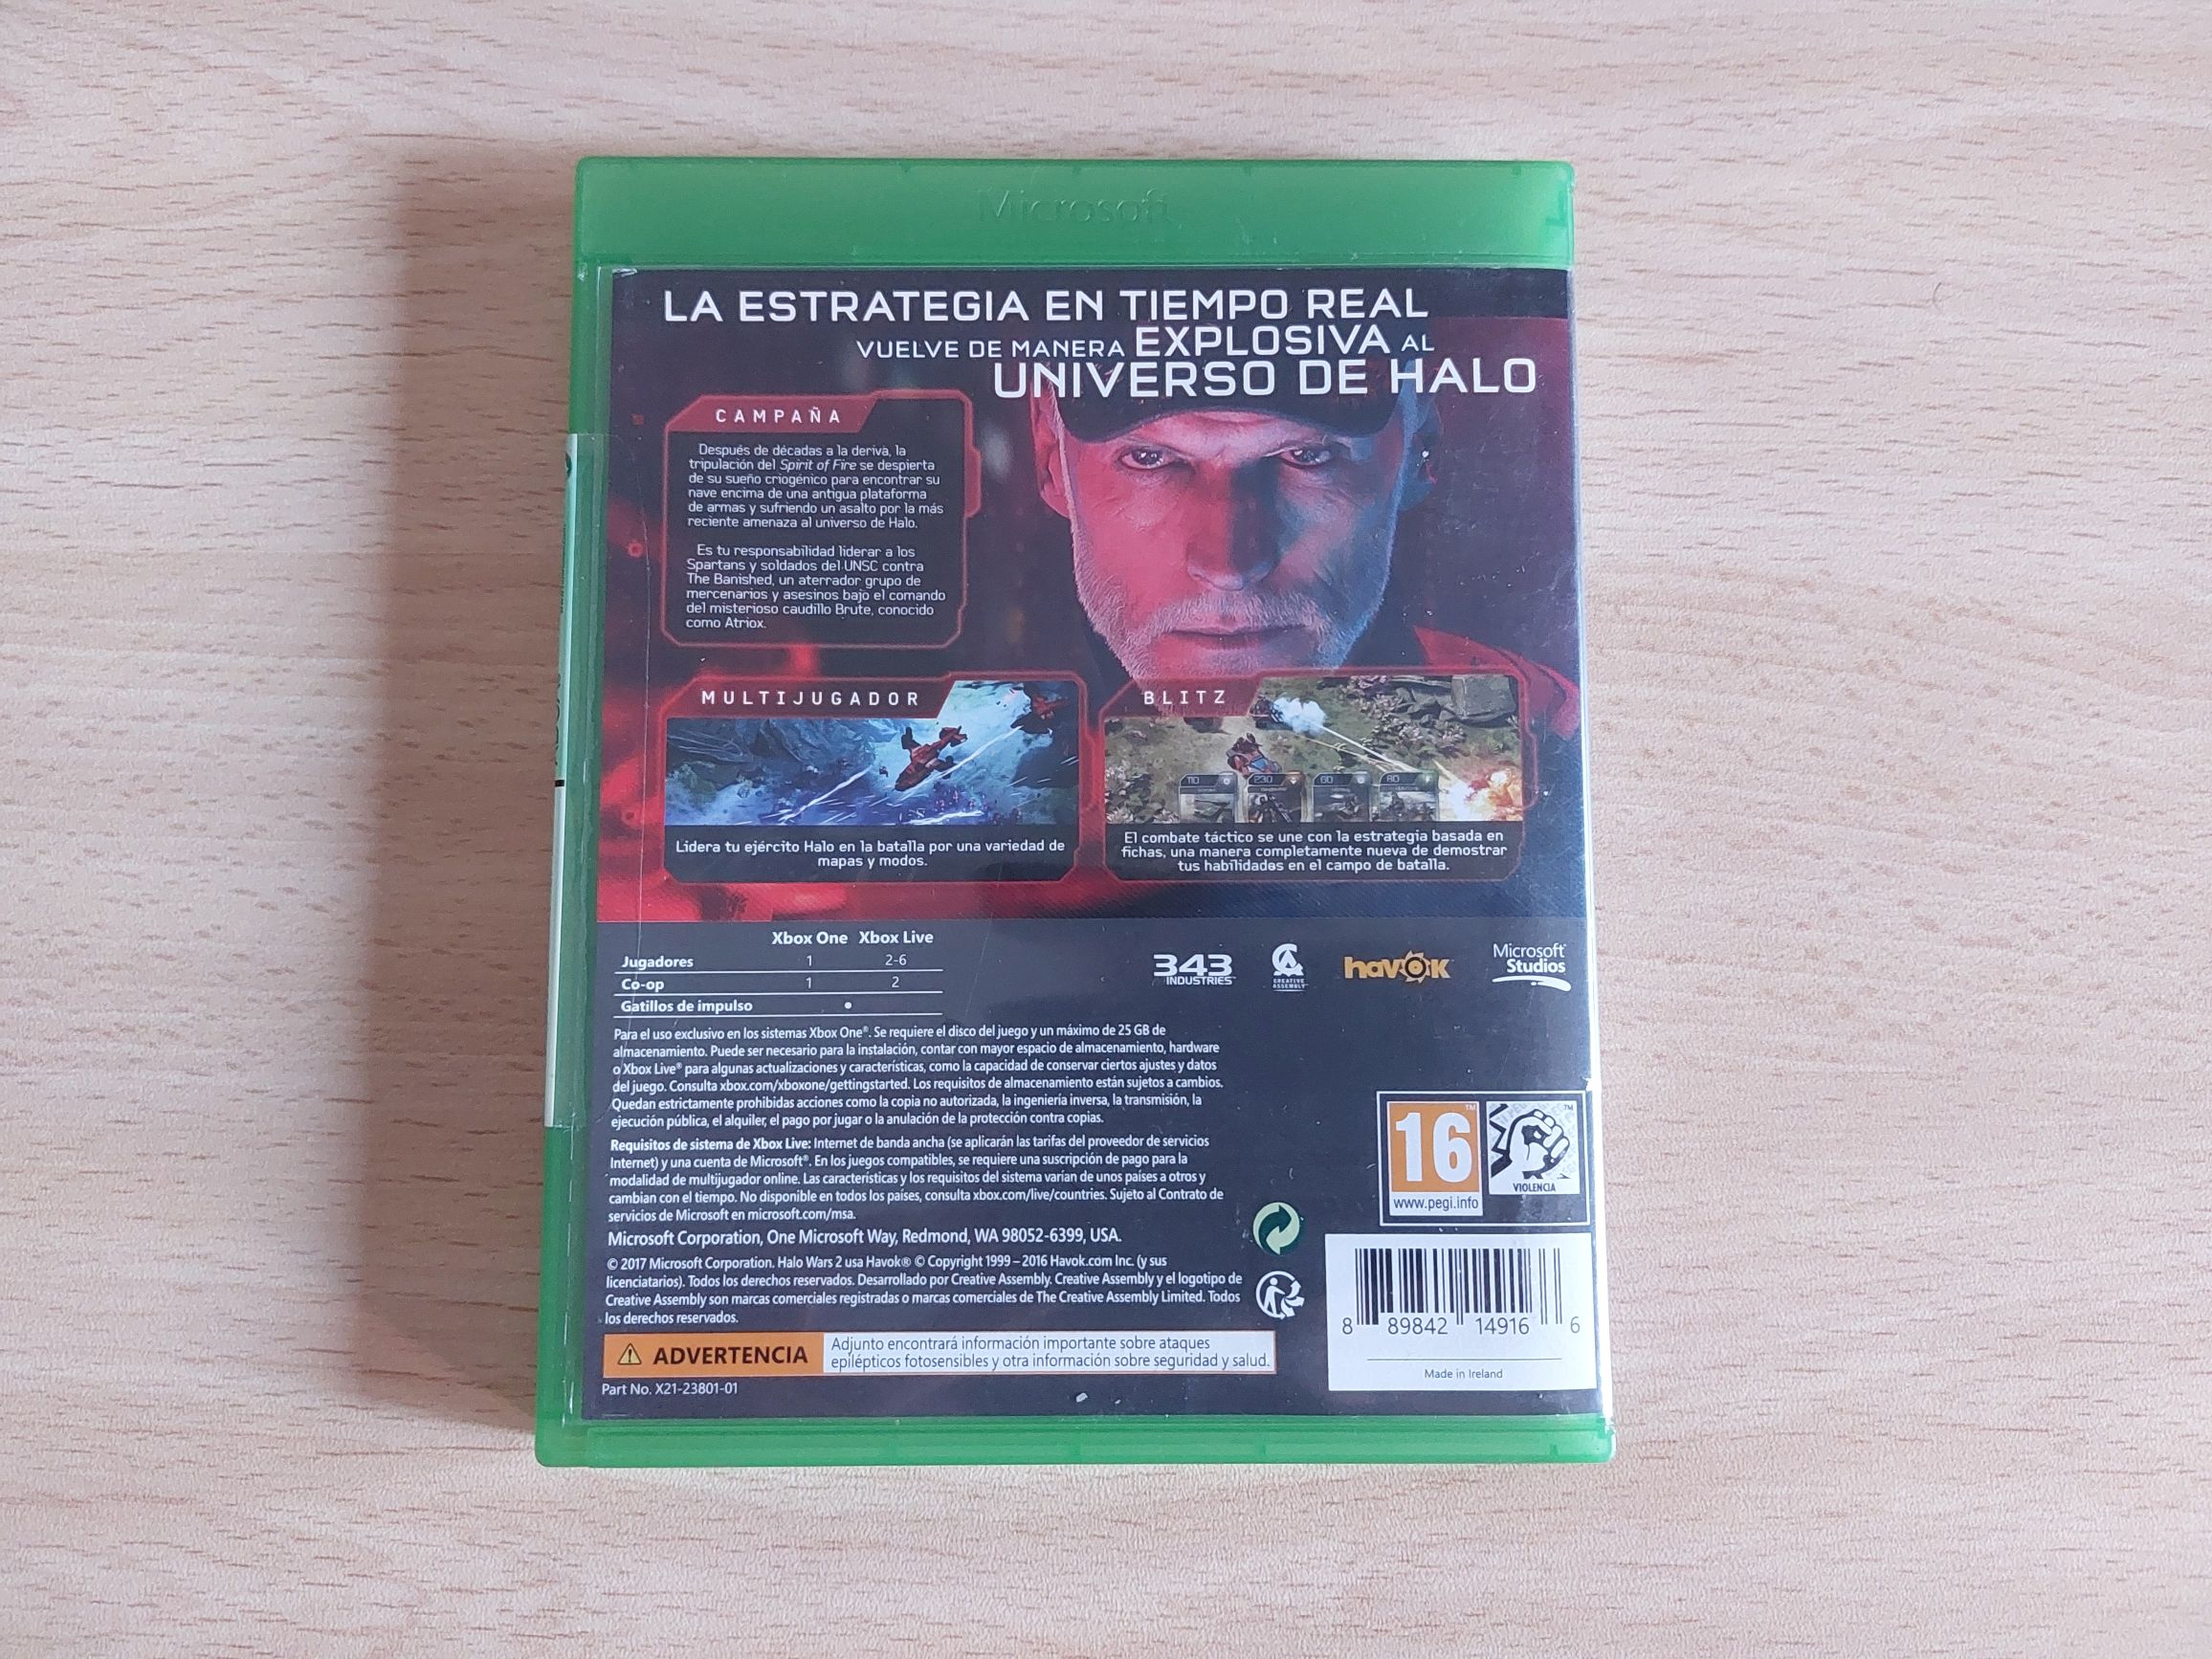 Microsoft
LA ESTRATEGIA EN TIEMPO REAL
VUELVE DE MANERA EXPLOSIVA AL
UNIVERSO DE HALO
CAMPAÑA
Después de décadas a la deriva, la
tripulación del Spirit of Fire se despierta
de su sueño criogénico para encontrar su
nave encima de una antigua plataforma
de armas y sufriendo un asalto por la más
reciente amenaza al universo de Halo.
Es tu responsabilidad liderar a los
Spartans y soldados del UNSC contra
The Banished, un aterrador grupo de
mercenarios y asesinos bajo el comando
del misterioso caudillo Brute, conocido
como Atriox.
MULTIJUGADOR
Lidera tu ejército Halo en la batalla por una variedad de
mapas y modos.
BLITZ
110 230 60 80
El combate táctico se une con la estrategia basada en
fichas, una manera completamente nueva de demostrar
tus habilidades en el campo de batalla.
Xbox One Xbox Live
Jugadores 1 2-6
Co-op 1 2
Gatillos de impulso •
343
INDUSTRIES
CREATIVE
ASSEMBLY
havok
Microsoft
Studios
Para el uso exclusivo en los sistemas Xbox One®. Se requiere el disco del juego y un máximo de 25 GB de
almacenamiento. Puede ser necesario para la instalación, contar con mayor espacio de almacenamiento, hardware
o Xbox Live® para algunas actualizaciones y características, como la capacidad de conservar ciertos ajustes y datos
del juego. Consulta xbox.com/xboxone/gettingstarted. Los requisitos de almacenamiento están sujetos a cambios.
Quedan estrictamente prohibidas acciones como la copia no autorizada, la ingeniería inversa, la transmisión, la
ejecución pública, el alquiler, el pago por jugar o la anulación de la protección contra copias.
Requisitos de sistema de Xbox Live: Internet de banda ancha (se aplicarán las tarifas del proveedor de servicios
Internet) y una cuenta de Microsoft®. En los juegos compatibles, se requiere una suscripción de pago para la
modalidad de multijugador online. Las características y los requisitos del sistema varían de unos países a otros y
cambian con el tiempo. No disponible en todos los países, consulta xbox.com/live/countries. Sujeto al Contrato de
servicios de Microsoft en microsoft.com/msa.
Microsoft Corporation, One Microsoft Way, Redmond, WA 98052-6399, USA.
© 2017 Microsoft Corporation. Halo Wars 2 usa Havok® © Copyright 1999 – 2016 Havok.com Inc. (y sus
licenciatarios). Todos los derechos reservados. Desarrollado por Creative Assembly. Creative Assembly y el logotipo de
Creative Assembly son marcas comerciales registradas o marcas comerciales de The Creative Assembly Limited. Todos
los derechos reservados.
ADVERTENCIA
Adjunto encontrará información importante sobre ataques
epilépticos fotosensibles y otra información sobre seguridad y salud.
Part No. X21-23801-01
16
www.pegi.info
VIOLENCIA
8 89842 14916 6
Made in Ireland